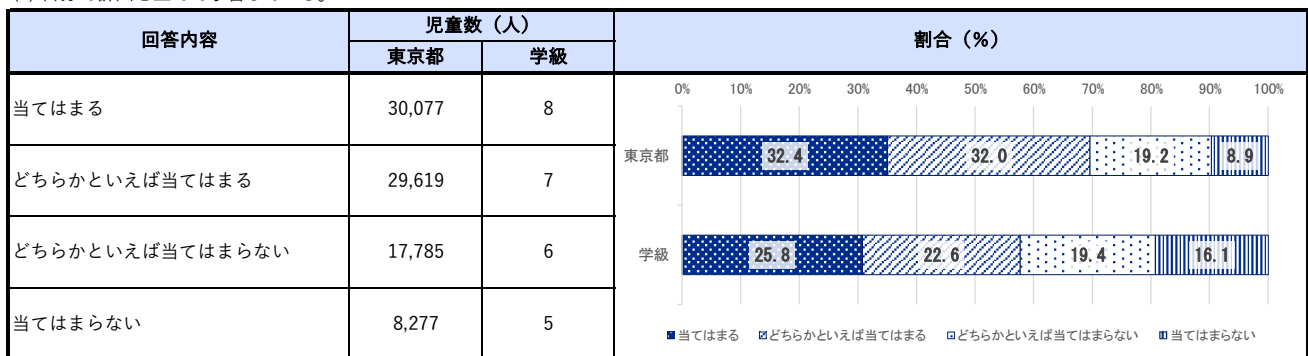 回答内容
児童数（人）
割合（%）
東京都
学級
当てはまる
30,077
8
どちらかといえば当てはまる
29,619
7
どちらかといえば当てはまらない
17,785
6
当てはまらない
8,277
5
0% 10% 20% 30% 40% 50% 60% 70% 80% 90% 100%
東京都 32.4 32.0 19.2 8.9
学級 25.8 22.6 19.4 16.1
当てはまる どちらかといえば当てはまる どちらかといえば当てはまらない 当てはまらない